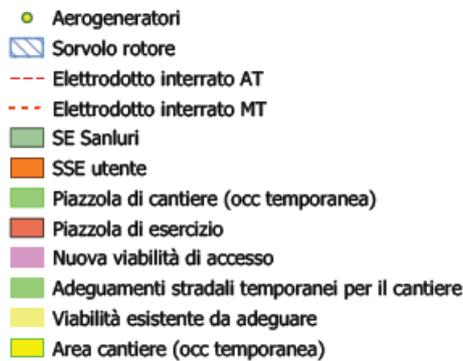 Aerogeneratori
Sorvolo rotore
Elettrodotto interrato AT
Elettrodotto interrato MT
SE Sanluri
SSE utente
Piazzola di cantiere (occ temporanea)
Piazzola di esercizio
Nuova viabilità di accesso
Adeguamenti stradali temporanei per il cantiere
Viabilità esistente da adeguare
Area cantiere (occ temporanea)